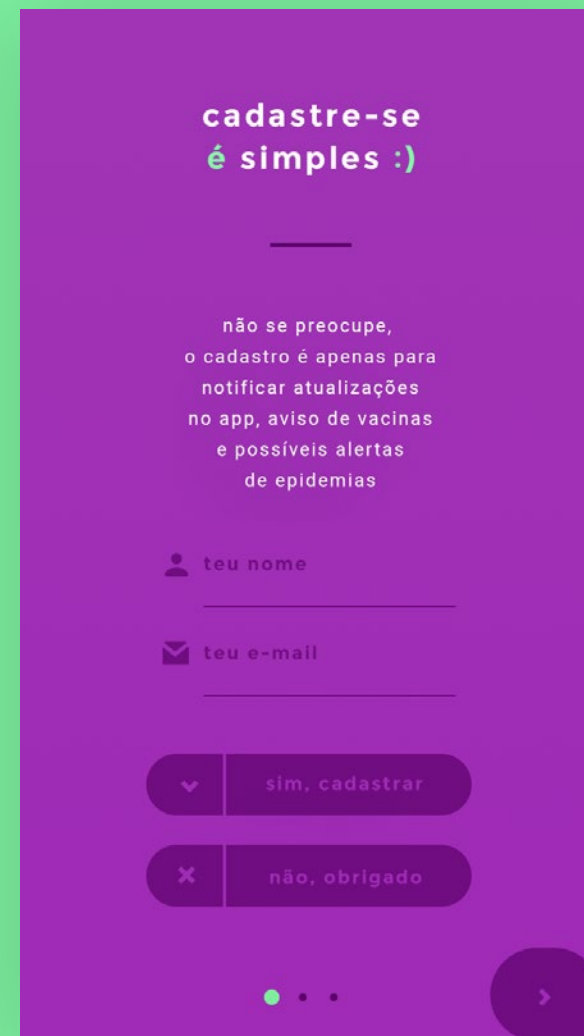 cadastre-se
é simples :)
não se preocupe,
o cadastro é apenas para
notificar atualizações
no app, aviso de vacinas
e possíveis alertas
de epidemias
teu nome
teu e-mail
sim, cadastrar
não, obrigado